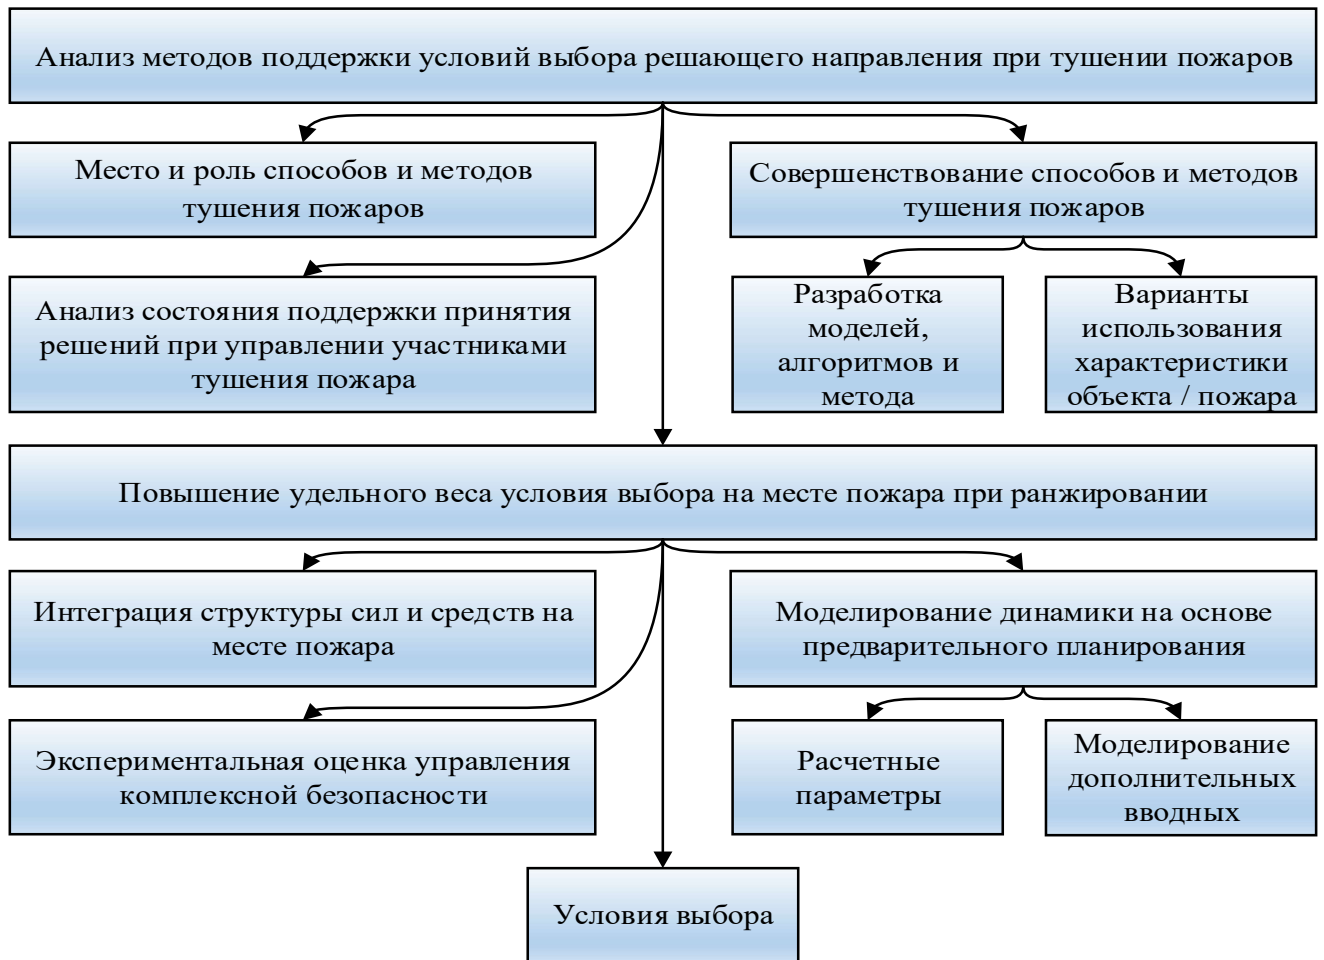 Анализ методов поддержки условий выбора решающего направления при тушении пожаров
Место и роль способов и методов
тушения пожаров
Совершенствование способов и методов
тушения пожаров
Анализ состояния поддержки принятия
решений при управлении участниками
тушения пожара
Разработка
моделей,
алгоритмов и
метода
Варианты
использования
характеристики
объекта / пожара
Повышение удельного веса условия выбора на месте пожара при ранжировании
Интеграция структуры сил и средств на
месте пожара
Моделирование динамики на основе
предварительного планирования
Экспериментальная оценка управления
комплексной безопасности
Расчетные
параметры
Моделирование
дополнительных
вводных
Условия выбора